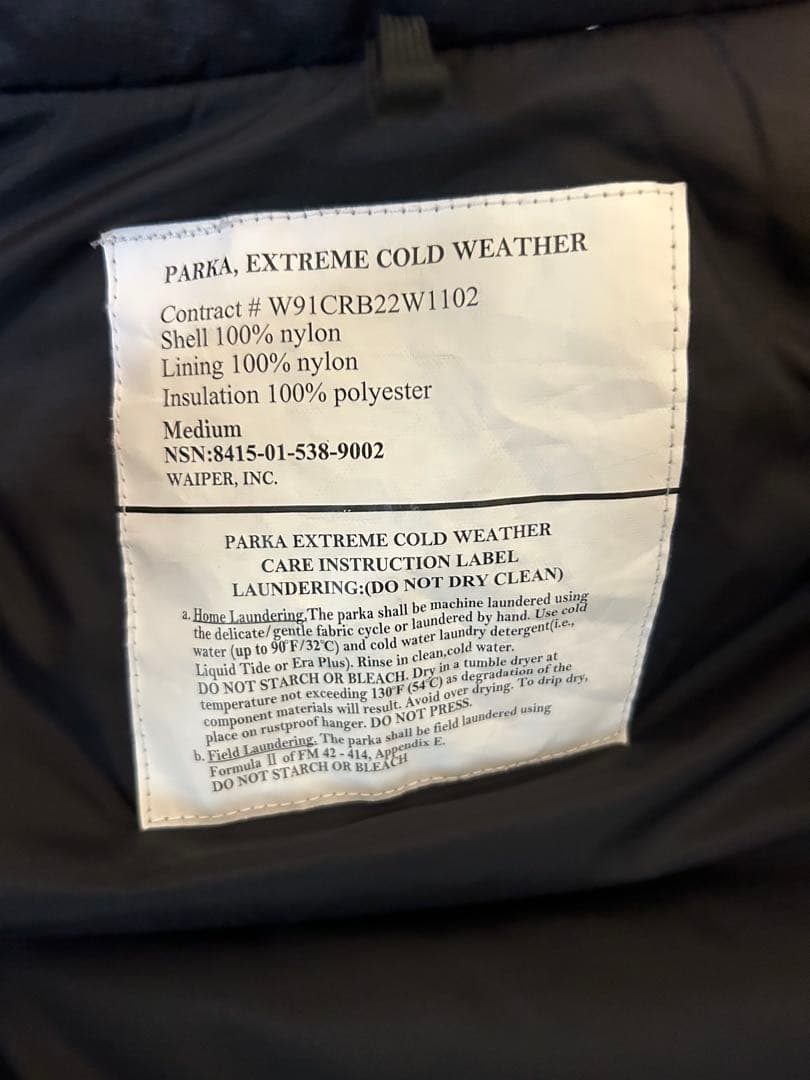 PARKA, EXTREME COLD WEATHER
Contract # W91CRB22W1102
Shell 100% nylon
Lining 100% nylon
Insulation 100% polyester
Medium
NSN:8415-01-538-9002
WAIPER, INC.
PARKA EXTREME COLD WEATHER
CARE INSTRUCTION LABEL
LAUNDERING:(DO NOT DRY CLEAN)
a. Home Laundering.The parka shall be machine laundered using
the delicate/gentle fabric cycle or laundered by hand. Use cold
water (up to 90°F/32°C) and cold water laundry detergent(i.e.,
Liquid Tide or Era Plus). Rinse in clean,cold water.
DO NOT STARCH OR BLEACH. Dry in a tumble dryer at
temperature not exceeding 130°F (54°C) as degradation of the
component materials will result. Avoid over drying. To drip dry,
place on rustproof hanger. DO NOT PRESS.
b. Field Laundering. The parka shall be field laundered using
Formula II of FM 42-414, Appendix E.
DO NOT STARCH OR BLEACH